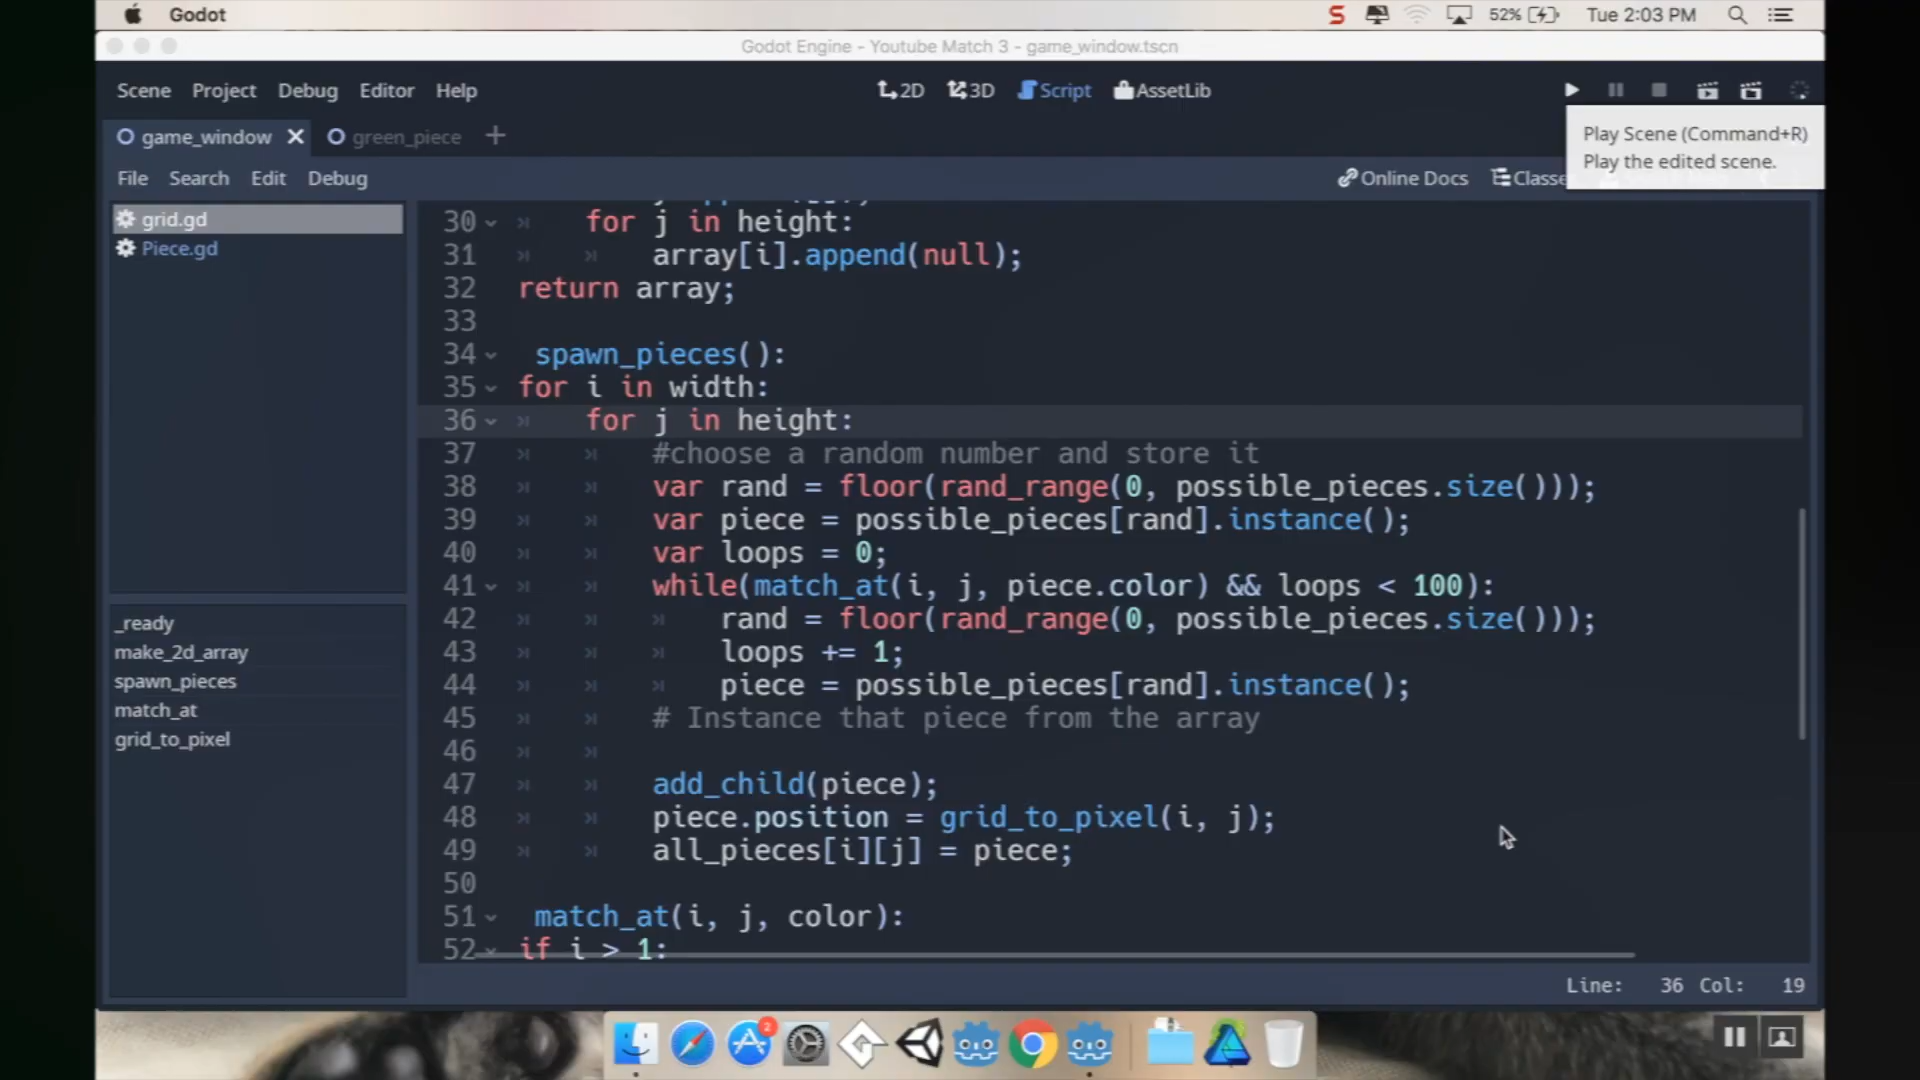 Godot
S
52%
Tue 2:03 PM
Godot Engine - Youtube Match 3 - game_window.tscn
Scene Project Debug Editor Help
2D 3D Script AssetLib
game_window
green_piece
Play Scene (Command+R)
Play the edited scene.
File Search Edit Debug
Online Docs
Classe
grid.gd
Piece.gd
_ready
make_2d_array
spawn_pieces
match_at
grid_to_pixel
30 for j in height:
31 array[i].append(null);
32 return array;
33
34 spawn_pieces():
35 for i in width:
36 for j in height:
37 #choose a random number and store it
38 var rand = floor(rand_range(0, possible_pieces.size()));
39 var piece = possible_pieces[rand].instance();
40 var loops = 0;
41 while(match_at(i, j, piece.color) && loops < 100):
42 rand = floor(rand_range(0, possible_pieces.size()));
43 loops += 1;
44 piece = possible_pieces[rand].instance();
45 # Instance that piece from the array
46
47 add_child(piece);
48 piece.position = grid_to_pixel(i, j);
49 all_pieces[i][j] = piece;
50
51 match_at(i, j, color):
52 if i > 1:
Line: 36 Col: 19
2